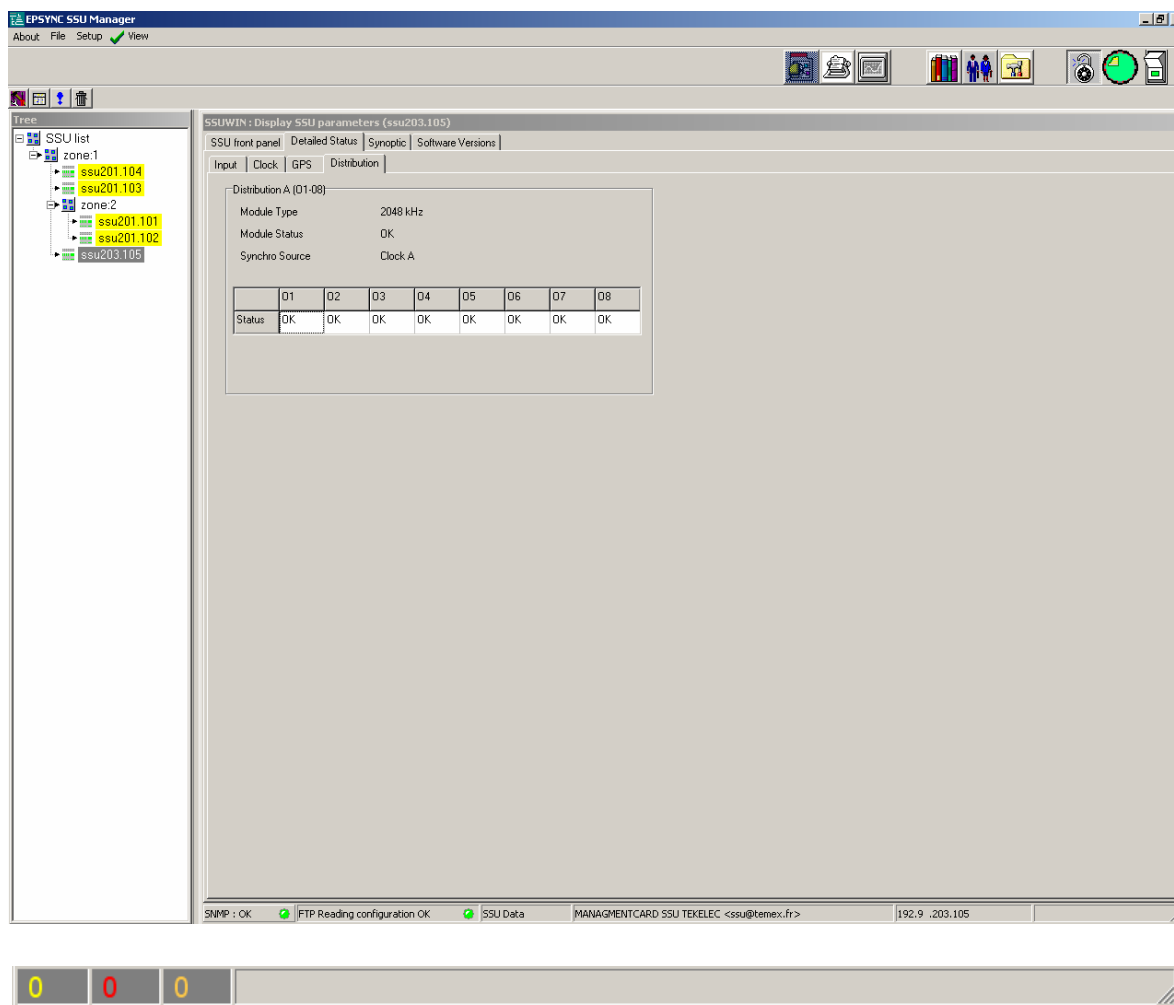 EPSYNC SSU Manager
About File Setup View
Tree
SSU list
zone:1
ssu201.104
ssu201.103
zone:2
ssu201.101
ssu201.102
ssu203.105
SSUWIN : Display SSU parameters (ssu203.105)
SSU front panel Detailed Status Synoptic Software Versions
Input Clock GPS Distribution
Distribution A (O1-08)
Module Type 2048 kHz
Module Status OK
Synchro Source Clock A
O1 O2 O3 O4 O5 O6 O7 O8
Status OK OK OK OK OK OK OK OK
SNMP : OK FTP Reading configuration OK SSU Data MANAGMENTCARD SSU TEKELEC <ssu@temex.fr> 192.9 .203.105
0 0 0